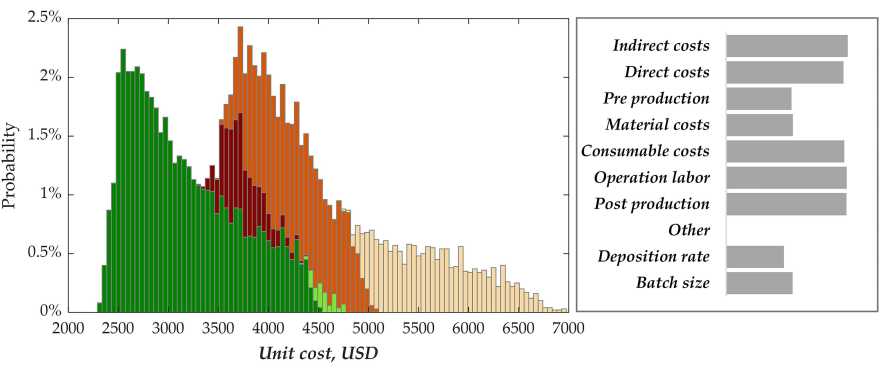 2.5%
2%
1.5%
1%
0.5%
0%
Probability
2000 2500 3000 3500 4000 4500 5000 5500 6000 6500 7000
Unit cost, USD
Indirect costs
Direct costs
Pre production
Material costs
Consumable costs
Operation labor
Post production
Other
Deposition rate
Batch size